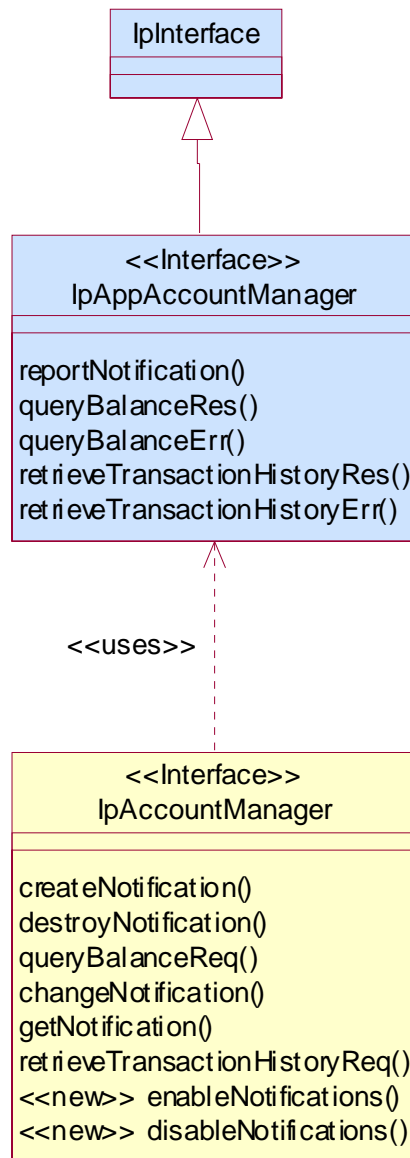 IpInterface
<<Interface>>
IpAppAccountManager
reportNotification()
queryBalanceRes()
queryBalanceErr()
retrieveTransactionHistoryRes()
retrieveTransactionHistoryErr()
<<uses>>
<<Interface>>
IpAccountManager
createNotification()
destroyNotification()
queryBalanceReq()
changeNotification()
getNotification()
retrieveTransactionHistoryReq()
<<new>> enableNotifications()
<<new>> disableNotifications()